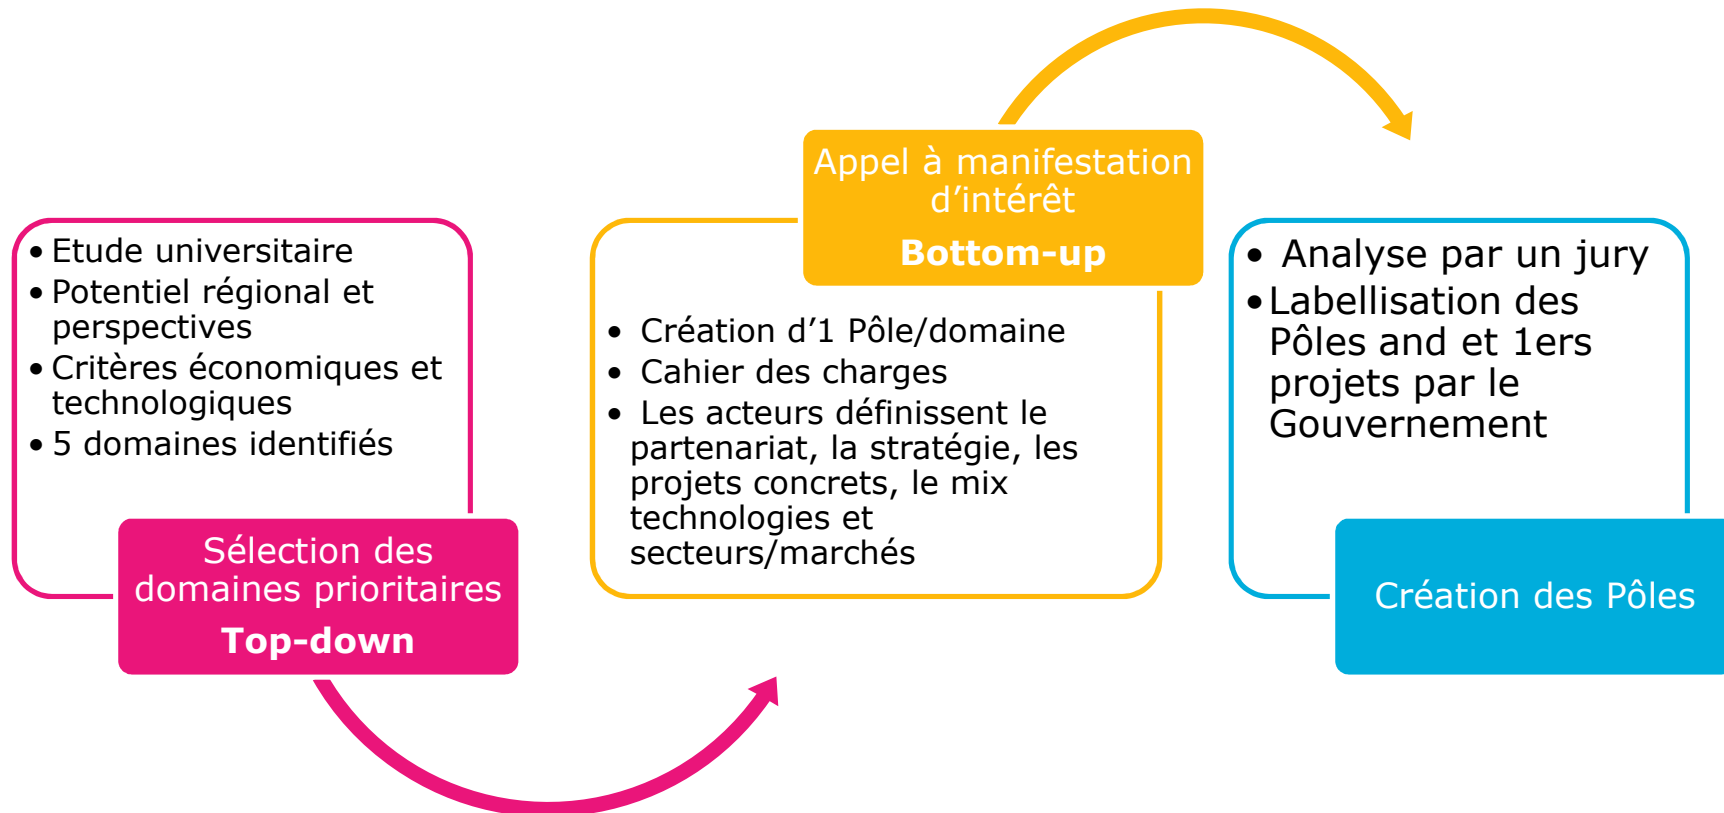 • Etude universitaire
• Potentiel régional et
perspectives
• Critères économiques et
technologiques
• 5 domaines identifiés
Sélection des
domaines prioritaires
Top-down
Appel à manifestation
d’intérêt
Bottom-up
• Création d’1 Pôle/domaine
• Cahier des charges
• Les acteurs définissent le
partenariat, la stratégie, les
projets concrets, le mix
technologies et
secteurs/marchés
• Analyse par un jury
• Labellisation des
Pôles and et 1ers
projets par le
Gouvernement
Création des Pôles